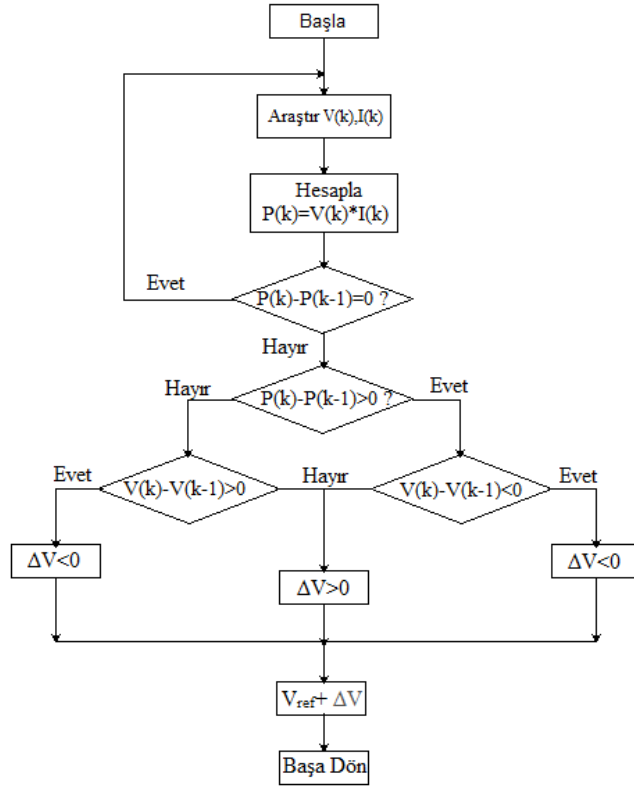 Başla
Araştır V(k),I(k)
Hesapla
P(k)=V(k)*I(k)
Evet
P(k)-P(k-1)=0 ?
Hayır
Hayır
P(k)-P(k-1)>0 ?
Evet
Evet
V(k)-V(k-1)>0
Hayır
V(k)-V(k-1)<0
Evet
ΔV<0
ΔV>0
ΔV<0
Vref+ ΔV
Başa Dön